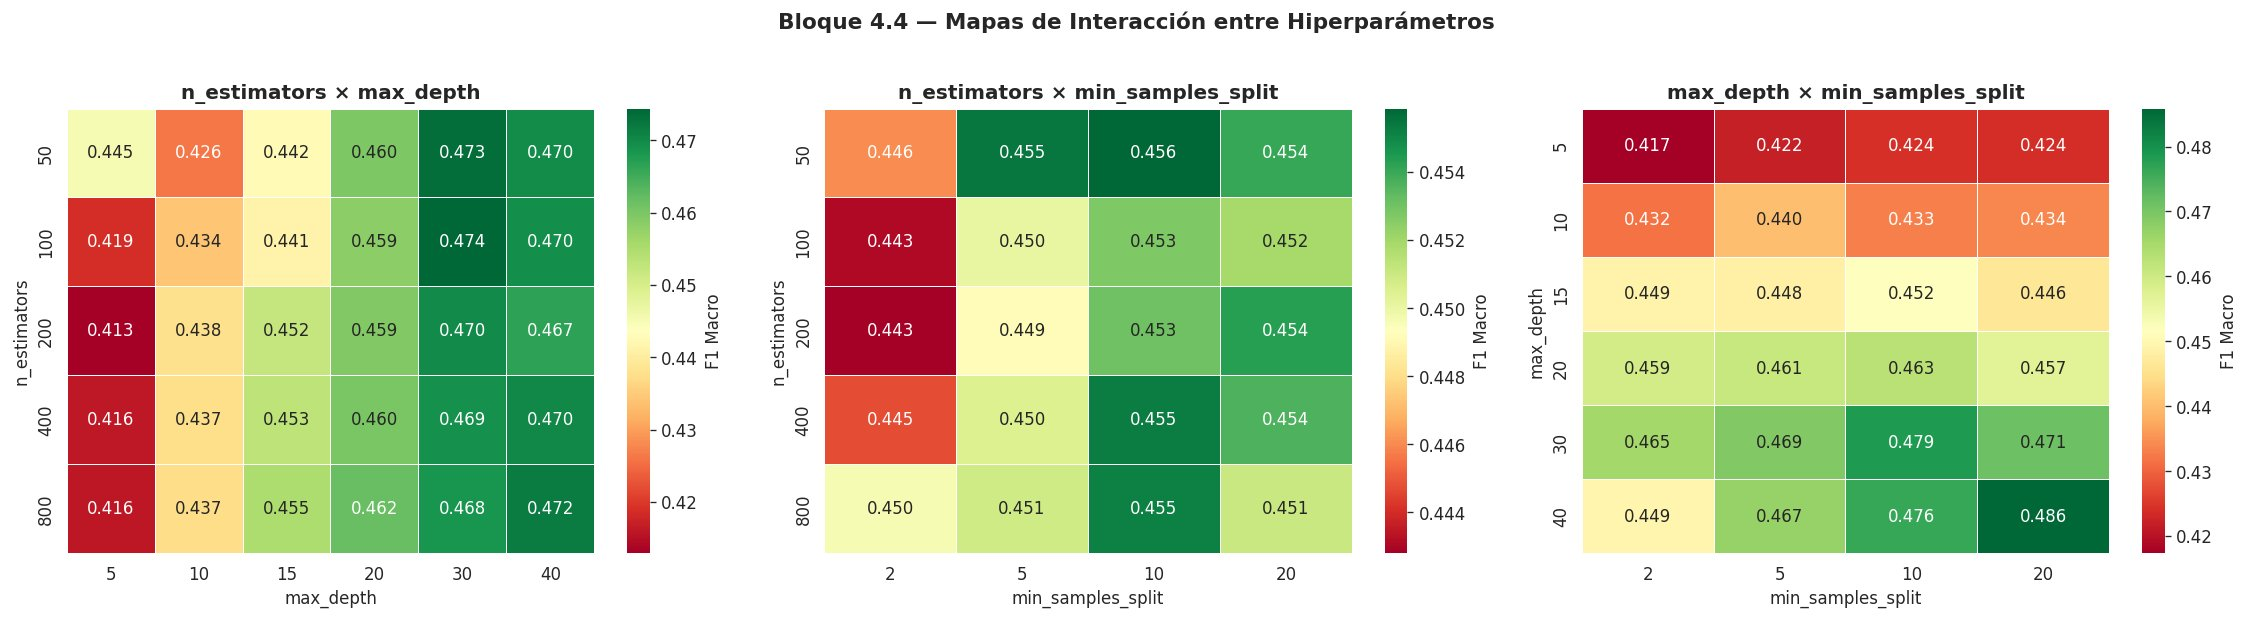 Bloque 4.4 — Mapas de Interacción entre Hiperparámetros
n_estimators × max_depth
n_estimators
50
100
200
400
800
0.445 0.426 0.442 0.460 0.473 0.470
0.419 0.434 0.441 0.459 0.474 0.470
0.413 0.438 0.452 0.459 0.470 0.467
0.416 0.437 0.453 0.460 0.469 0.470
0.416 0.437 0.455 0.462 0.468 0.472
5 10 15 20 30 40
max_depth
0.47
0.46
0.45
0.44
0.43
0.42
F1 Macro
n_estimators × min_samples_split
n_estimators
50
100
200
400
800
0.446 0.455 0.456 0.454
0.443 0.450 0.453 0.452
0.443 0.449 0.453 0.454
0.445 0.450 0.455 0.454
0.450 0.451 0.455 0.451
2 5 10 20
min_samples_split
0.454
0.452
0.450
0.448
0.446
0.444
F1 Macro
max_depth × min_samples_split
max_depth
5
10
15
20
30
40
0.417 0.422 0.424 0.424
0.432 0.440 0.433 0.434
0.449 0.448 0.452 0.446
0.459 0.461 0.463 0.457
0.465 0.469 0.479 0.471
0.449 0.467 0.476 0.486
2 5 10 20
min_samples_split
0.48
0.47
0.46
0.45
0.44
0.43
0.42
F1 Macro